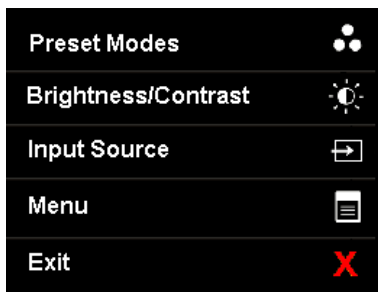 Preset Modes
Brightness/Contrast
Input Source
Menu
Exit